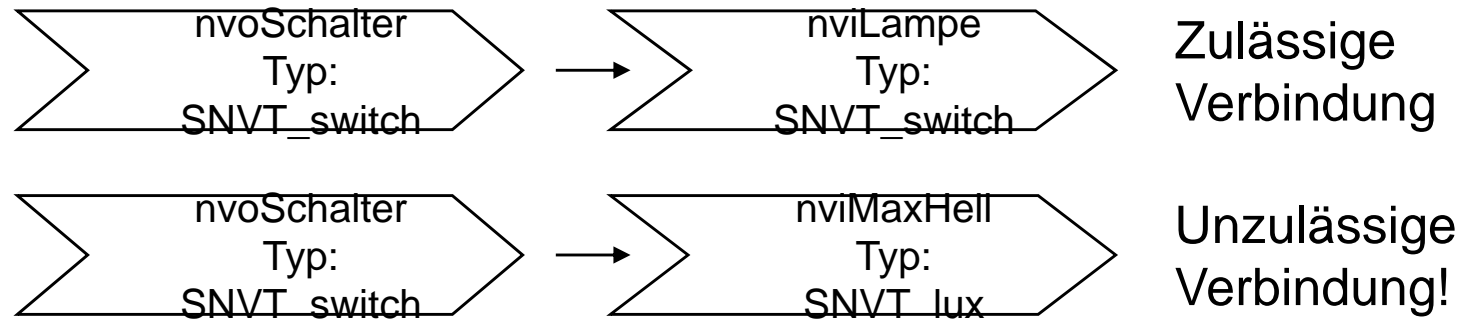 nvoSchalter
Typ:
SNVT_switch
nviLampe
Typ:
SNVT_switch
Zulässige
Verbindung
nvoSchalter
Typ:
SNVT_switch
nviMaxHell
Typ:
SNVT_lux
Unzulässige
Verbindung!